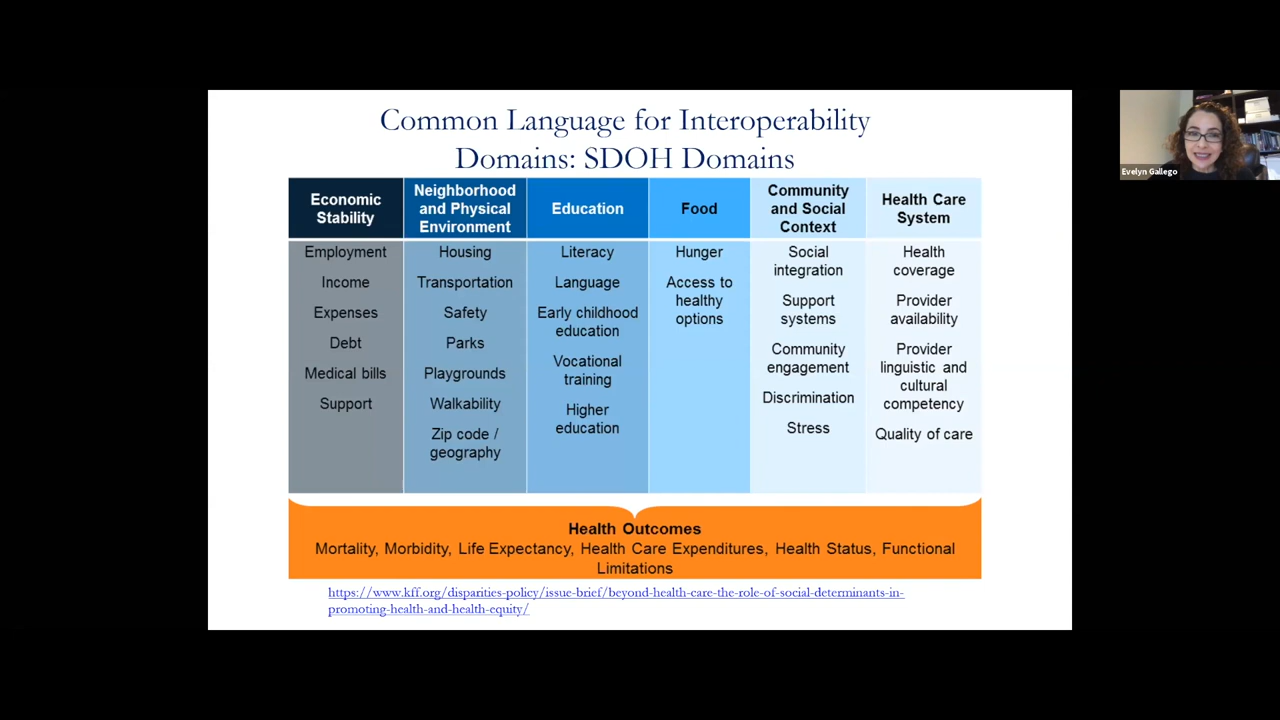 Common Language for Interoperability
Domains: SDOH Domains
Economic
Stability
Neighborhood
and Physical
Environment
Education
Food
Community
and Social
Context
Health Care
System
Employment
Income
Expenses
Debt
Medical bills
Support
Housing
Transportation
Safety
Parks
Playgrounds
Walkability
Zip code /
geography
Literacy
Language
Early childhood
education
Vocational
training
Higher
education
Hunger
Access to
healthy
options
Social
integration
Support
systems
Community
engagement
Discrimination
Stress
Health
coverage
Provider
availability
Provider
linguistic and
cultural
competency
Quality of care
Health Outcomes
Mortality, Morbidity, Life Expectancy, Health Care Expenditures, Health Status, Functional
Limitations
https://www.kff.org/disparities-policy/issue-brief/beyond-health-care-the-role-of-social-determinants-in-
promoting-health-and-health-equity/
Evelyn Gallego